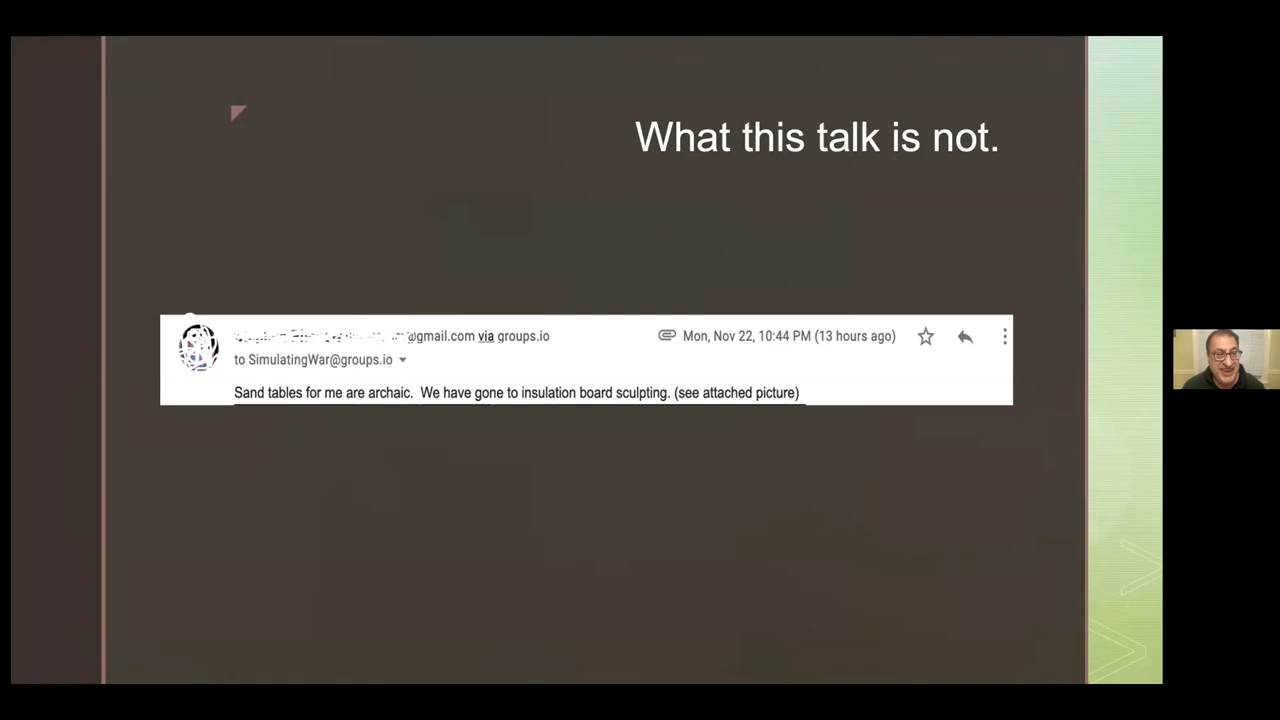 What this talk is not.
@gmail.com via groups.io Mon, Nov 22, 10:44 PM (13 hours ago)
to SimulatingWar@groups.io
Sand tables for me are archaic. We have gone to insulation board sculpting. (see attached picture)